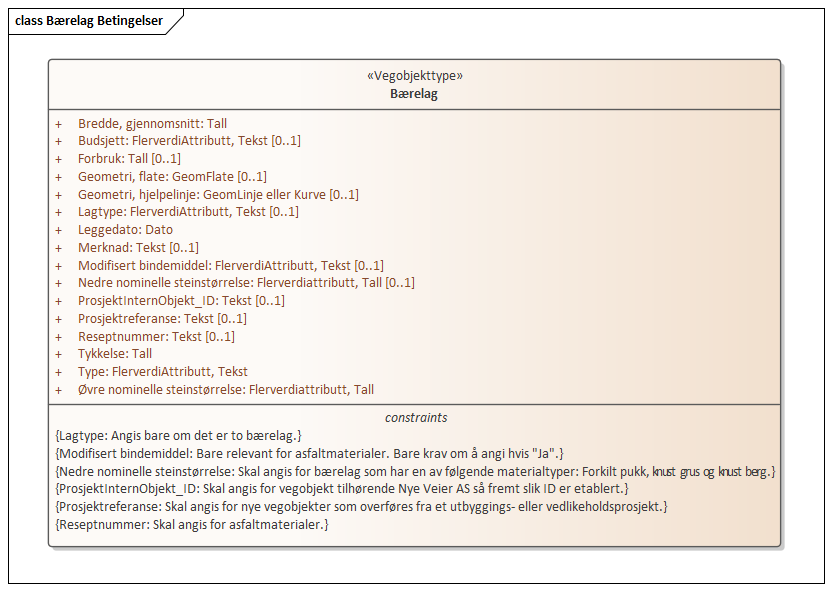 class Bærelag Betingelser
«Vegobjekttype»
Bærelag
+ Bredde, gjennomsnitt: Tall
+ Budsjett: FlerverdiAttributt, Tekst [0..1]
+ Forbruk: Tall [0..1]
+ Geometri, flate: GeomFlate [0..1]
+ Geometri, hjelpelinje: GeomLinje eller Kurve [0..1]
+ Lagtype: FlerverdiAttributt, Tekst [0..1]
+ Leggedato: Dato
+ Merknad: Tekst [0..1]
+ Modifisert bindemiddel: FlerverdiAttributt, Tekst [0..1]
+ Nedre nominelle steinstørrelse: Flerverdiattributt, Tall [0..1]
+ ProsjektInternObjekt_ID: Tekst [0..1]
+ Prosjektreferanse: Tekst [0..1]
+ Reseptnummer: Tekst [0..1]
+ Tykkelse: Tall
+ Type: FlerverdiAttributt, Tekst
+ Øvre nominelle steinstørrelse: Flerverdiattributt, Tall
constraints
{Lagtype: Angis bare om det er to bærelag.}
{Modifisert bindemiddel: Bare relevant for asfaltmaterialer. Bare krav om å angi hvis "Ja".}
{Nedre nominelle steinstørrelse: Skal angis for bærelag som har en av følgende materialtyper: Forkilt pukk, knust grus og knust berg.}
{ProsjektInternObjekt_ID: Skal angis for vegobjekt tilhørende Nye Veier AS så fremt slik ID er etablert.}
{Prosjektreferanse: Skal angis for nye vegobjekter som overføres fra et utbyggings- eller vedlikeholdsprosjekt.}
{Reseptnummer: Skal angis for asfaltmaterialer.}